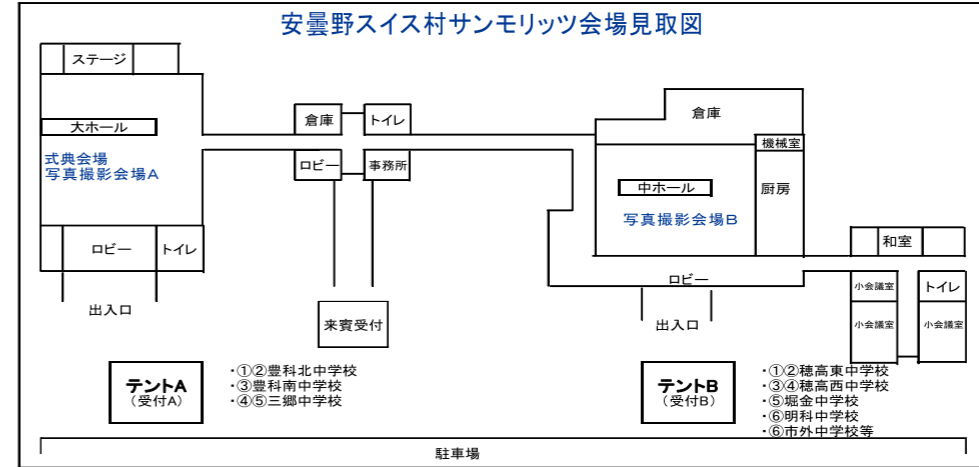 安曇野スイス村サンモリッツ会場見取図
ステージ
大ホール
式典会場
写真撮影会場A
ロビー
トイレ
出入口
倉庫
トイレ
ロビー
事務所
来賓受付
倉庫
機械室
中ホール
厨房
写真撮影会場B
ロビー
出入口
和室
小会議室
トイレ
小会議室
小会議室
テントA
(受付A)
・①②豊科北中学校
・③豊科南中学校
・④⑤三郷中学校
テントB
(受付B)
・①②穂高東中学校
・③④穂高西中学校
・⑤堀金中学校
・⑥明科中学校
・⑥市外中学校等
駐車場